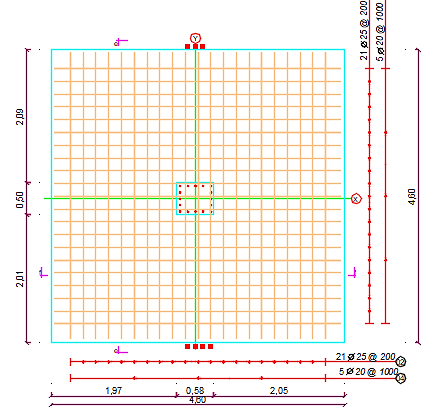 21 Ø 25 @ 200
5 Ø 20 @ 1000
Y
2,09
0,50
X
4,60
2,01
21 Ø 25 @ 200
5 Ø 20 @ 1000
1,97
0,58
2,05
4,60